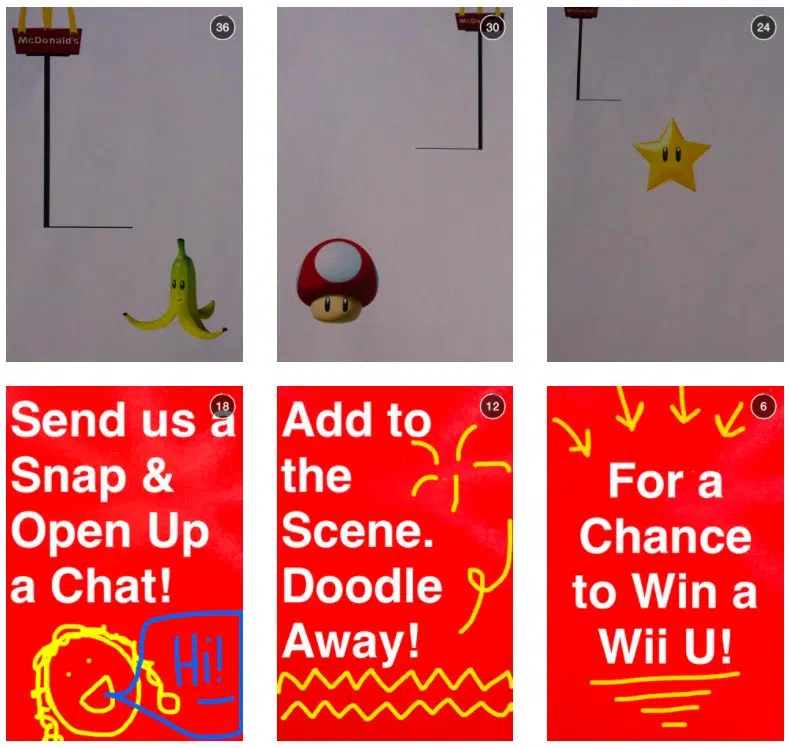 36
McDonald's
30
McDonald's
24
18
Send us a
Snap &
Open Up
a Chat!
Hi!
12
Add to
the
Scene.
Doodle
Away!
6
For a
Chance
to Win a
Wii U!